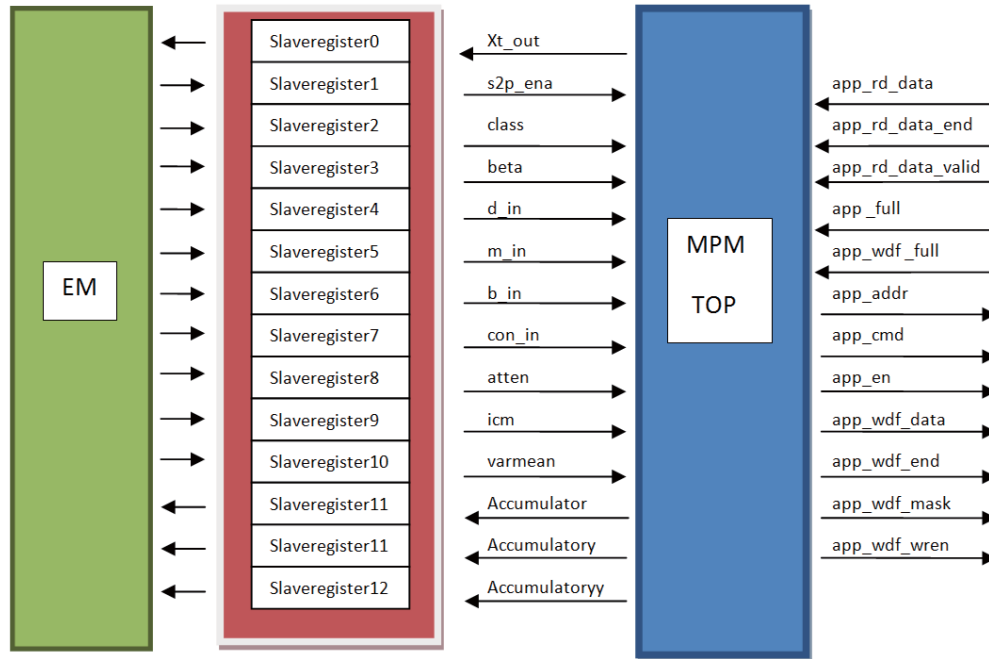 EM
Slaveregister0
Slaveregister1
Slaveregister2
Slaveregister3
Slaveregister4
Slaveregister5
Slaveregister6
Slaveregister7
Slaveregister8
Slaveregister9
Slaveregister10
Slaveregister11
Slaveregister11
Slaveregister12
Xt_out
s2p_ena
class
beta
d_in
m_in
b_in
con_in
atten
icm
varmean
Accumulator
Accumulatory
Accumulatoryy
MPM
TOP
app_rd_data
app_rd_data_end
app_rd_data_valid
app _full
app_wdf _full
app_addr
app_cmd
app_en
app_wdf_data
app_wdf_end
app_wdf_mask
app_wdf_wren